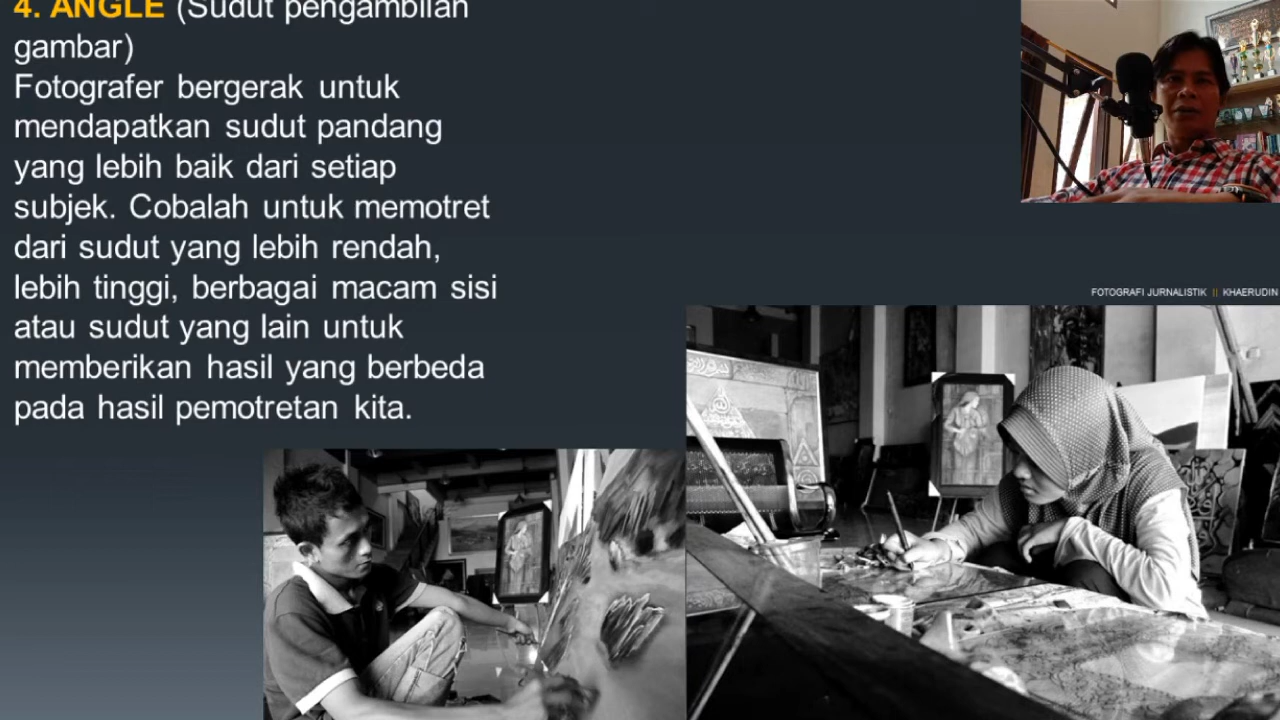 4. ANGLE (Sudut pengambilan
gambar)
Fotografer bergerak untuk
mendapatkan sudut pandang
yang lebih baik dari setiap
subjek. Cobalah untuk memotret
dari sudut yang lebih rendah,
lebih tinggi, berbagai macam sisi
atau sudut yang lain untuk
memberikan hasil yang berbeda
pada hasil pemotretan kita.
FOTOGRAFI JURNALISTIK || KHAERUDIN